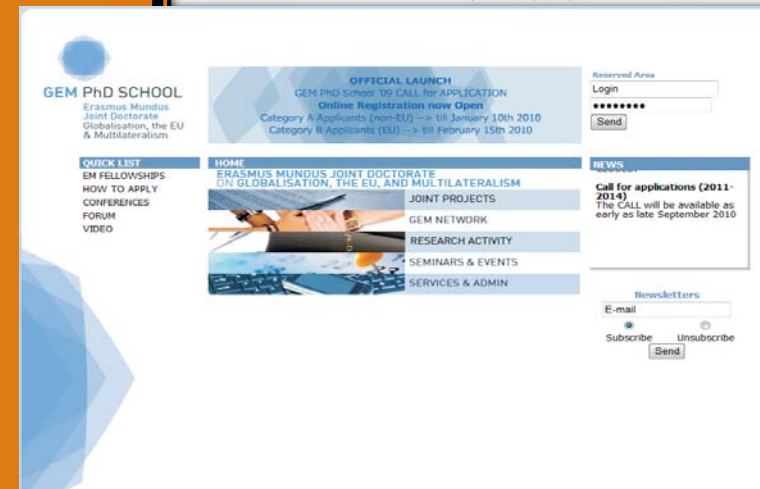 GEM PhD SCHOOL
Erasmus Mundus
Joint Doctorate
Globalisation, the EU
& Multilateralism
OFFICIAL LAUNCH
GEM PhD School '09 CALL for APPLICATION
Online Registration now Open
Category A Applicants (non-EU) --> till January 10th 2010
Category B Applicants (EU) --> till February 15th 2010
Reserved Area
Login
••••••••
Send
QUICK LIST
EM FELLOWSHIPS
HOW TO APPLY
CONFERENCES
FORUM
VIDEO
HOME
ERASMUS MUNDUS JOINT DOCTORATE
ON GLOBALISATION, THE EU, AND MULTILATERALISM
JOINT PROJECTS
GEM NETWORK
RESEARCH ACTIVITY
SEMINARS & EVENTS
SERVICES & ADMIN
NEWS
Call for applications (2011-
2014)
The CALL will be available as
early as late September 2010
Newsletters
E-mail
Subscribe Unsubscribe
Send